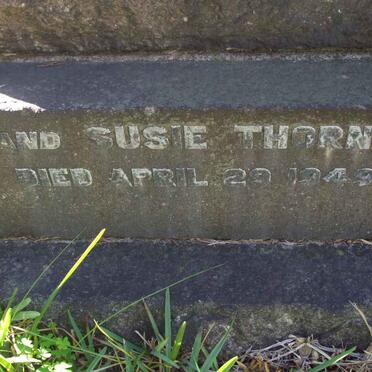 AND SUSIE THORN
DIED APRIL 29 1949